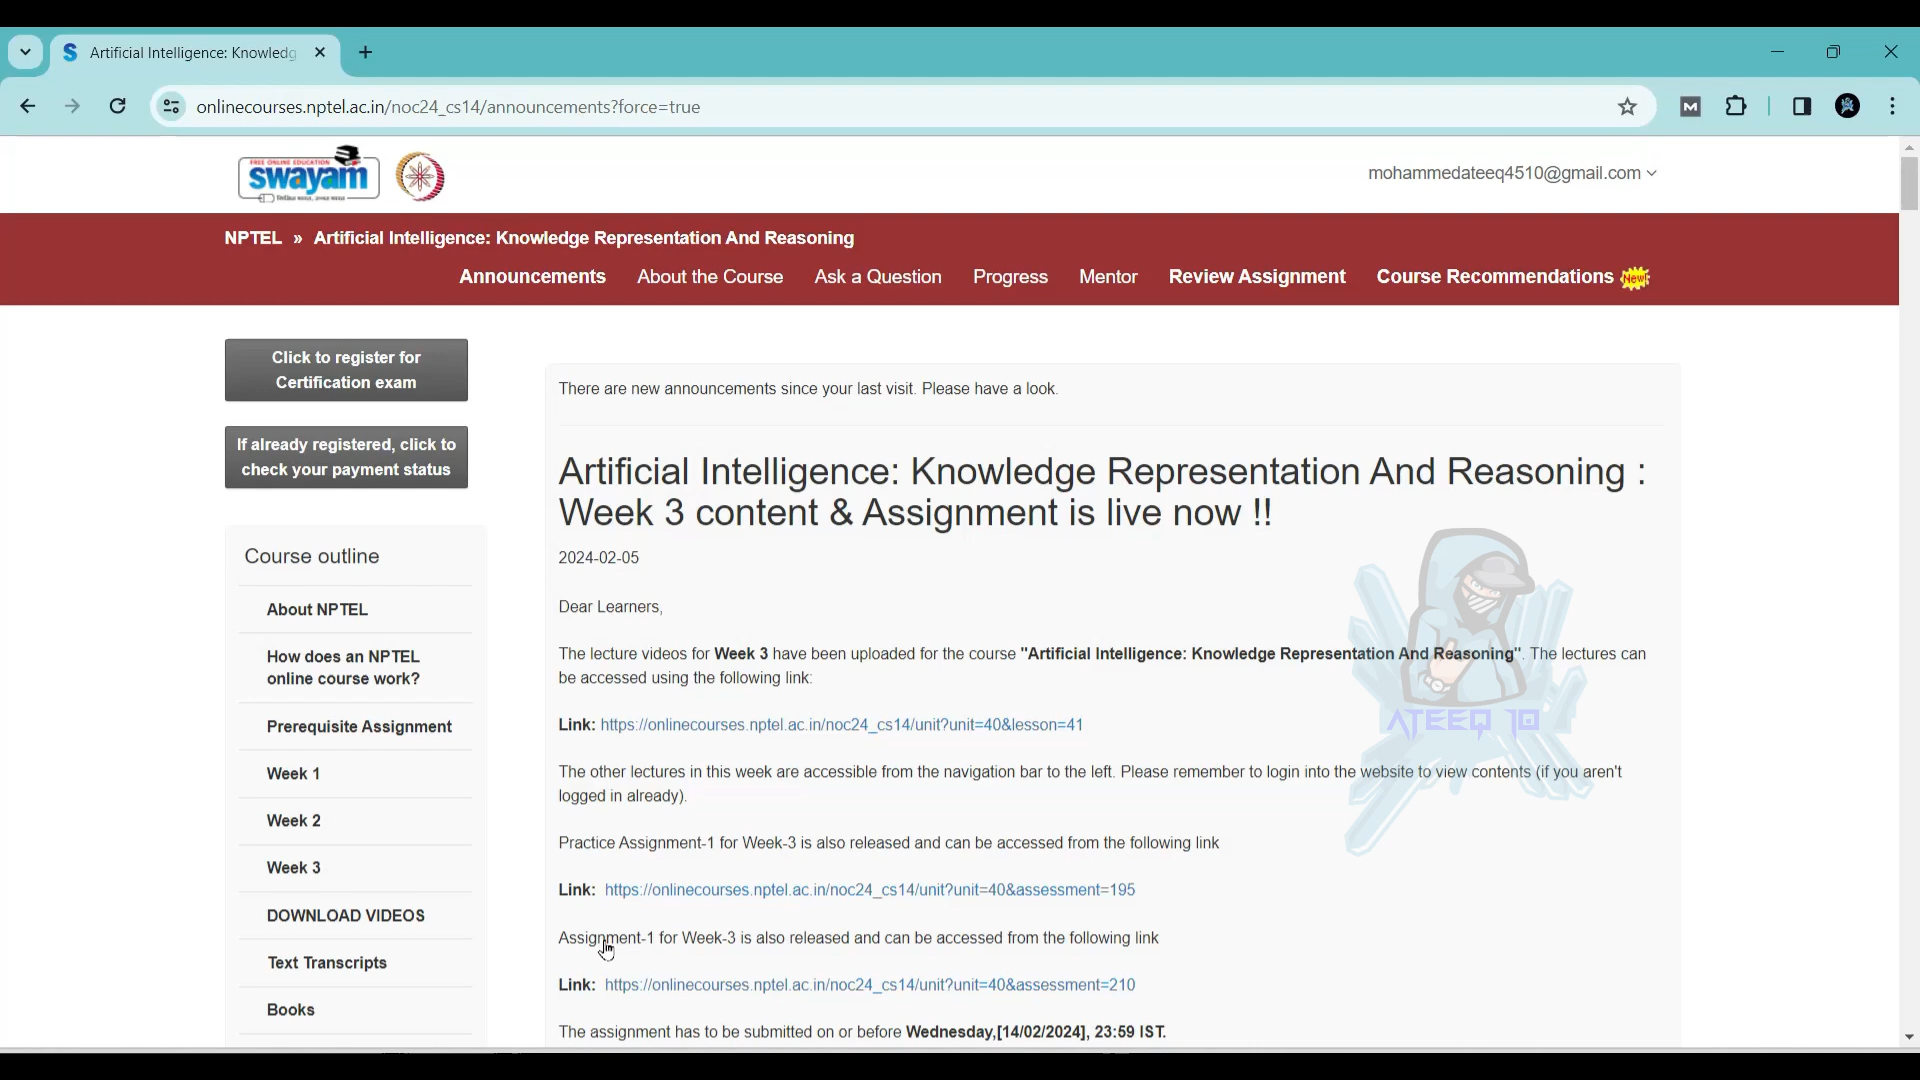 Artificial Intelligence: Knowledg
onlinecourses.nptel.ac.in/noc24_cs14/announcements?force=true
FREE ONLINE EDUCATION
swayam
mohammedateeq4510@gmail.com
NPTEL » Artificial Intelligence: Knowledge Representation And Reasoning
Announcements About the Course Ask a Question Progress Mentor Review Assignment Course Recommendations New!
Click to register for
Certification exam
If already registered, click to
check your payment status
Course outline
About NPTEL
How does an NPTEL
online course work?
Prerequisite Assignment
Week 1
Week 2
Week 3
DOWNLOAD VIDEOS
Text Transcripts
Books
There are new announcements since your last visit. Please have a look.
Artificial Intelligence: Knowledge Representation And Reasoning :
Week 3 content & Assignment is live now !!
2024-02-05
Dear Learners,
The lecture videos for Week 3 have been uploaded for the course "Artificial Intelligence: Knowledge Representation And Reasoning". The lectures can
be accessed using the following link:
Link: https://onlinecourses.nptel.ac.in/noc24_cs14/unit?unit=40&lesson=41
The other lectures in this week are accessible from the navigation bar to the left. Please remember to login into the website to view contents (if you aren't
logged in already).
Practice Assignment-1 for Week-3 is also released and can be accessed from the following link
Link: https://onlinecourses.nptel.ac.in/noc24_cs14/unit?unit=40&assessment=195
Assignment-1 for Week-3 is also released and can be accessed from the following link
Link: https://onlinecourses.nptel.ac.in/noc24_cs14/unit?unit=40&assessment=210
The assignment has to be submitted on or before Wednesday,[14/02/2024], 23:59 IST.
ATEEQ 10